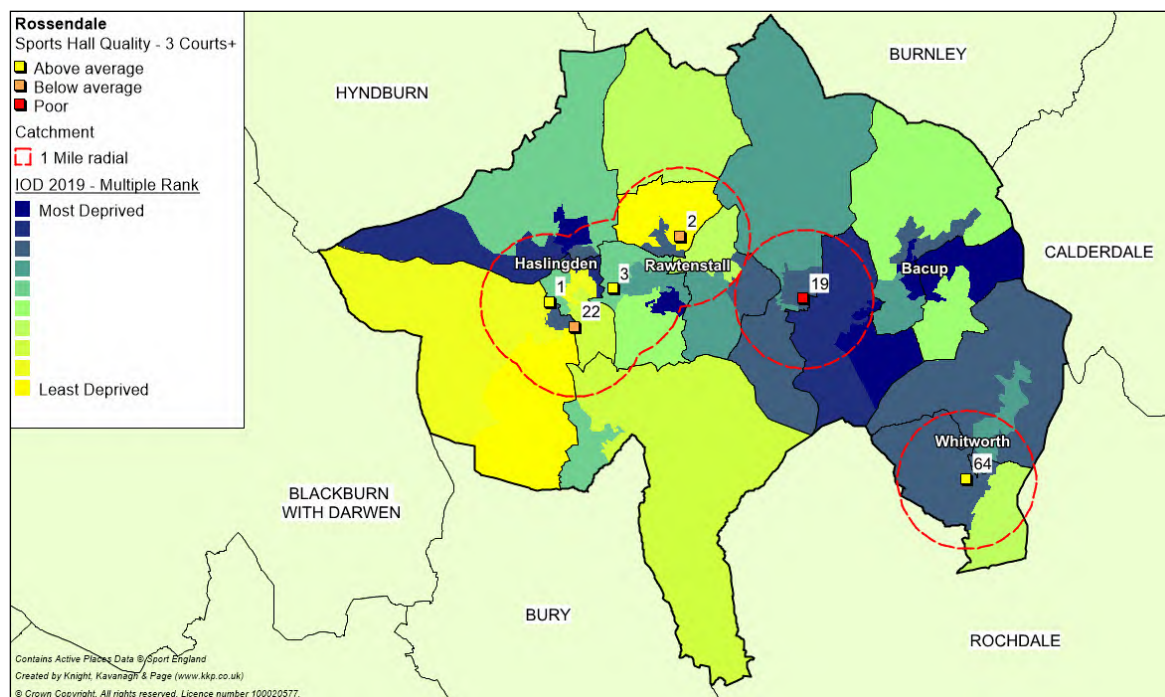 Rossendale
Sports Hall Quality - 3 Courts+
Above average
Below average
Poor
Catchment
1 Mile radial
IOD 2019 - Multiple Rank
Most Deprived
Least Deprived
BURNLEY
HYNDBURN
2
CALDERDALE
Haslingden
Rawtenstall
Bacup
3
19
1
22
Whitworth
64
BLACKBURN
WITH DARWEN
BURY
ROCHDALE
Contains Active Places Data © Sport England
Created by Knight, Kavanagh & Page (www.kkp.co.uk)
© Crown Copyright. All rights reserved. Licence number 100020577.